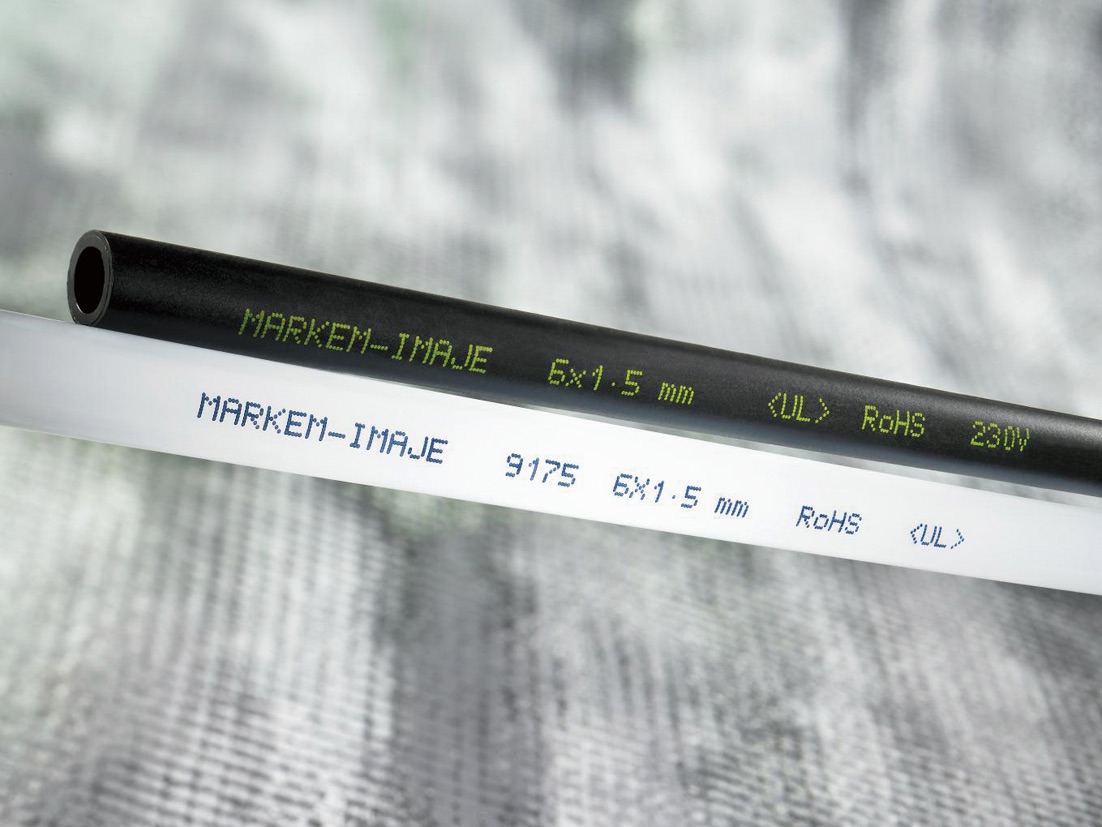 MARKEM-IMAJE 6x1·5 mm <UL> RoHS 230V
MARKEM-IMAJE 9175 6X1·5 mm RoHS <UL>